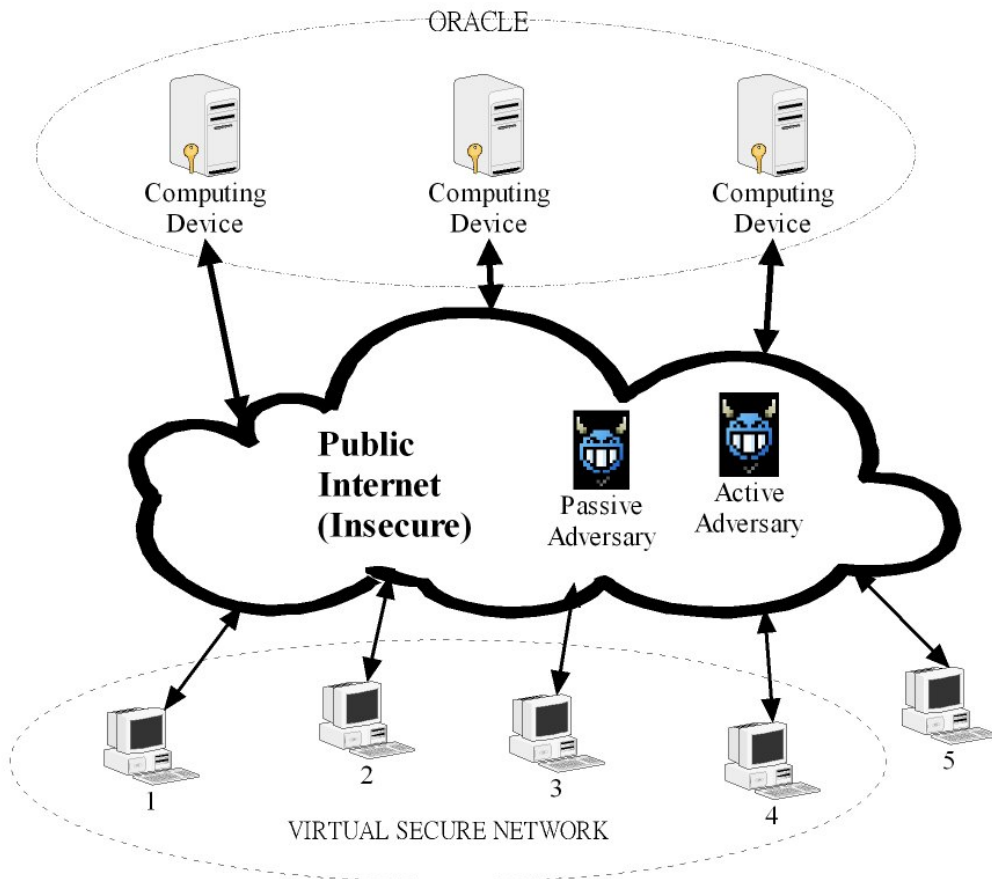 ORACLE
Computing
Device
Computing
Device
Computing
Device
Public
Internet
(Insecure)
Passive
Adversary
Active
Adversary
1
2
3
4
5
VIRTUAL SECURE NETWORK